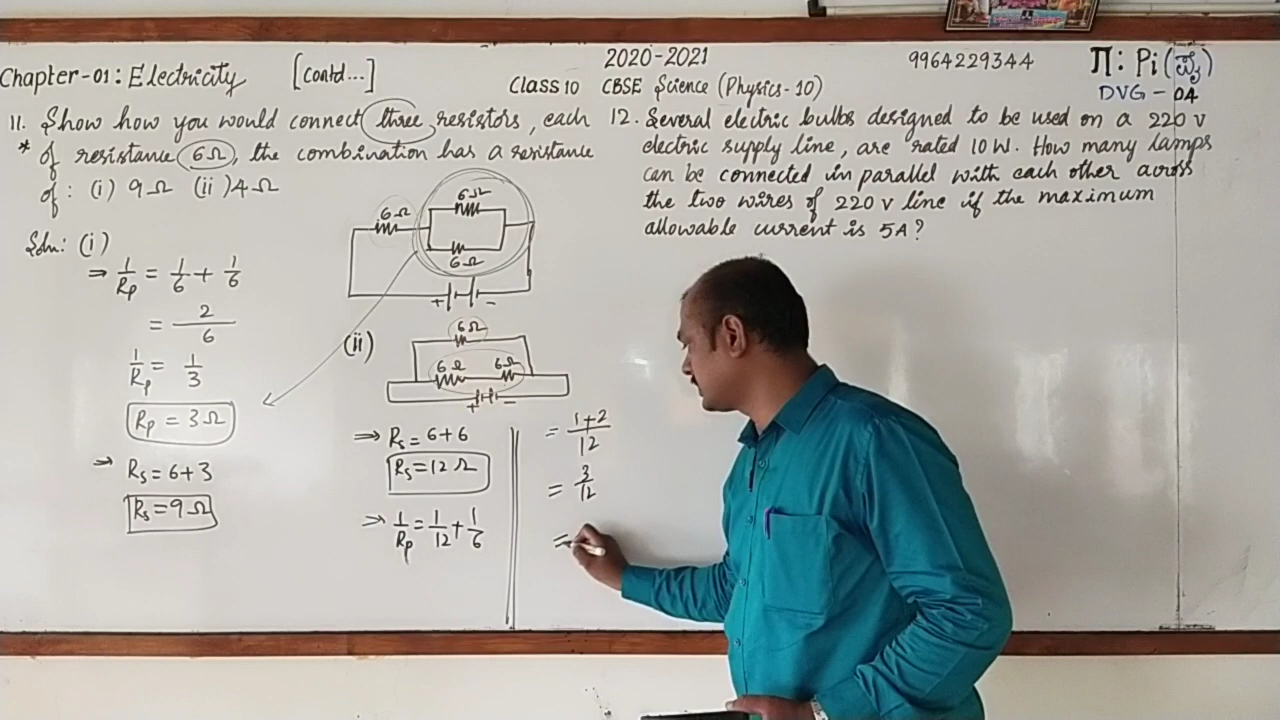 2020-2021
9964229344
Π: Pi (ಪೈ)
Chapter-01: Electricity [Contd...]
Class 10 CBSE Science (Physics-10)
DVG - 04
11. Show how you would connect three resistors, each
* of resistance 6Ω, the combination has a resistance
of: (i) 9Ω (ii) 4Ω
12. Several electric bulbs designed to be used on a 220 v
electric supply line, are rated 10 W. How many lamps
can be connected in parallel with each other across
the two wires of 220 v line if the maximum
allowable current is 5A?
Soln: (i)
⇒ 1/Rp = 1/6 + 1/6
= 2/6
1/Rp = 1/3
Rp = 3Ω
⇒ Rs = 6+3
Rs = 9Ω
6Ω
6Ω
6Ω
+ -
(ii)
6Ω
6Ω 6Ω
+ -
⇒ Rs = 6+6
Rs = 12Ω
⇒ 1/Rp = 1/12 + 1/6
= 1+2/12
= 3/12
=